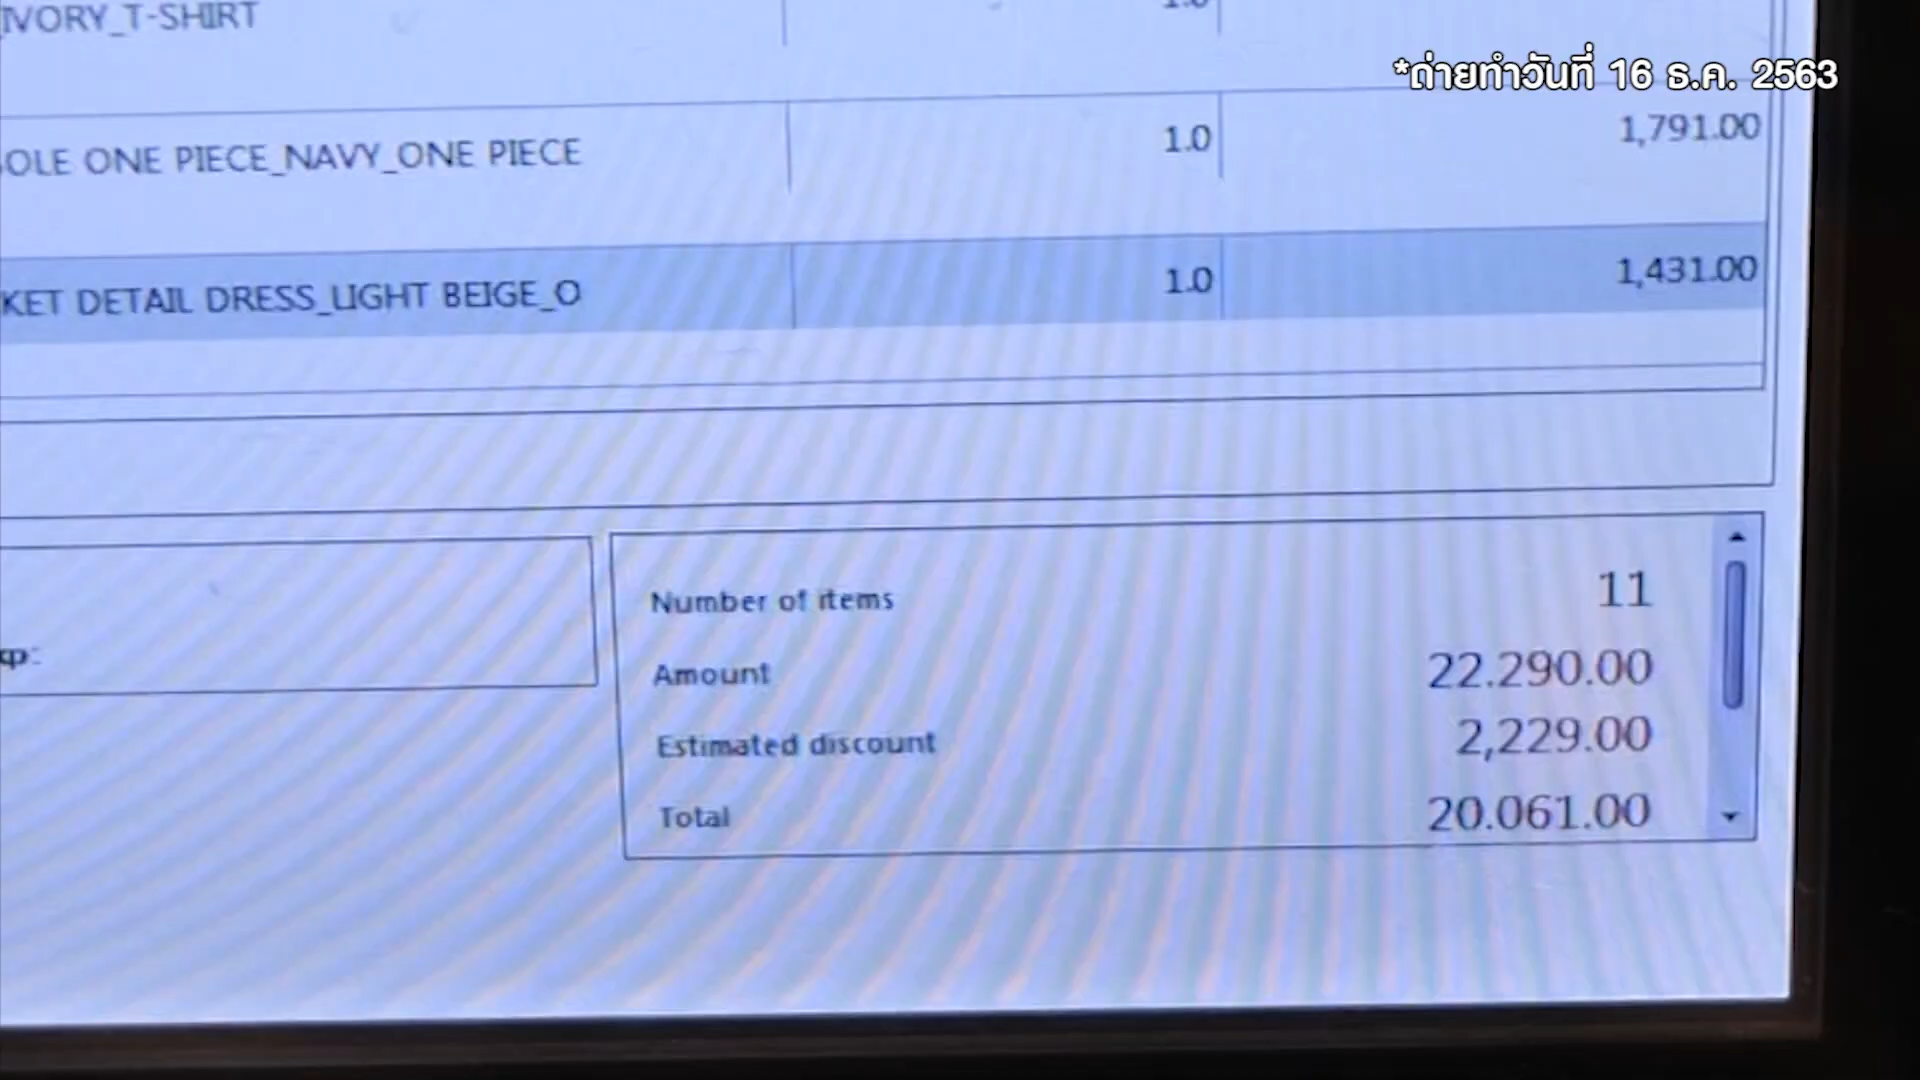 IVORY_T-SHIRT 1.0
*ถ่ายทำวันที่ 16 ธ.ค. 2563
OLE ONE PIECE_NAVY_ONE PIECE 1.0 1,791.00
KET DETAIL DRESS_LIGHT BEIGE_O 1.0 1,431.00
Number of items 11
Amount 22.290.00
Estimated discount 2,229.00
Total 20.061.00